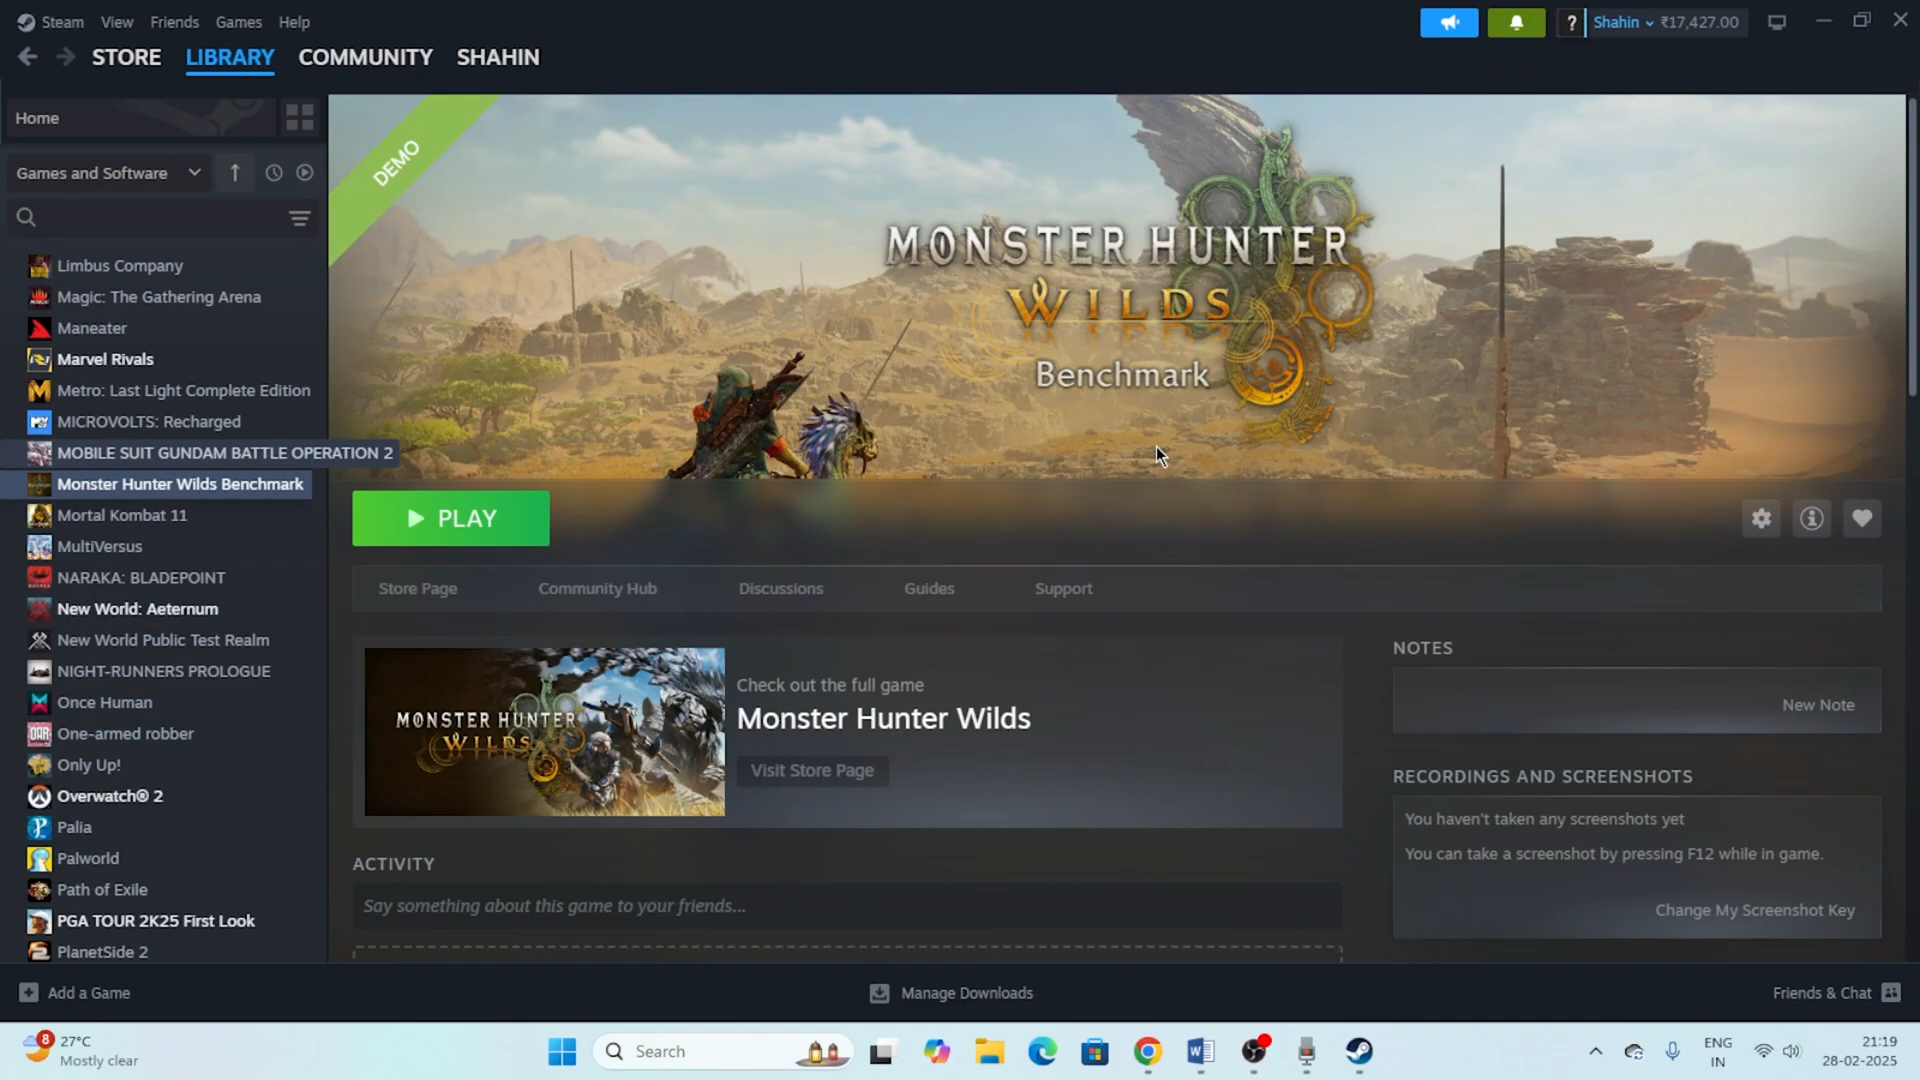 Steam View Friends Games Help
? Shahin ₹17,427.00
STORE LIBRARY COMMUNITY SHAHIN
Home
Games and Software
Limbus Company
Magic: The Gathering Arena
Maneater
Marvel Rivals
Metro: Last Light Complete Edition
MICROVOLTS: Recharged
MOBILE SUIT GUNDAM BATTLE OPERATION 2
Monster Hunter Wilds Benchmark
Mortal Kombat 11
MultiVersus
NARAKA: BLADEPOINT
New World: Aeternum
New World Public Test Realm
NIGHT-RUNNERS PROLOGUE
Once Human
One-armed robber
Only Up!
Overwatch® 2
Palia
Palworld
Path of Exile
PGA TOUR 2K25 First Look
PlanetSide 2
DEMO
MONSTER HUNTER
WILDS
Benchmark
PLAY
Store Page Community Hub Discussions Guides Support
MONSTER HUNTER
WILDS
Check out the full game
Monster Hunter Wilds
Visit Store Page
ACTIVITY
Say something about this game to your friends...
NOTES
New Note
RECORDINGS AND SCREENSHOTS
You haven't taken any screenshots yet
You can take a screenshot by pressing F12 while in game.
Change My Screenshot Key
Add a Game
Manage Downloads
Friends & Chat
8
27°C
Mostly clear
Search
ENG
IN
21:19
28-02-2025